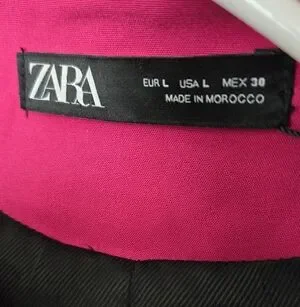 ZARA
EUR L USA L MEX 30
MADE IN MOROCCO